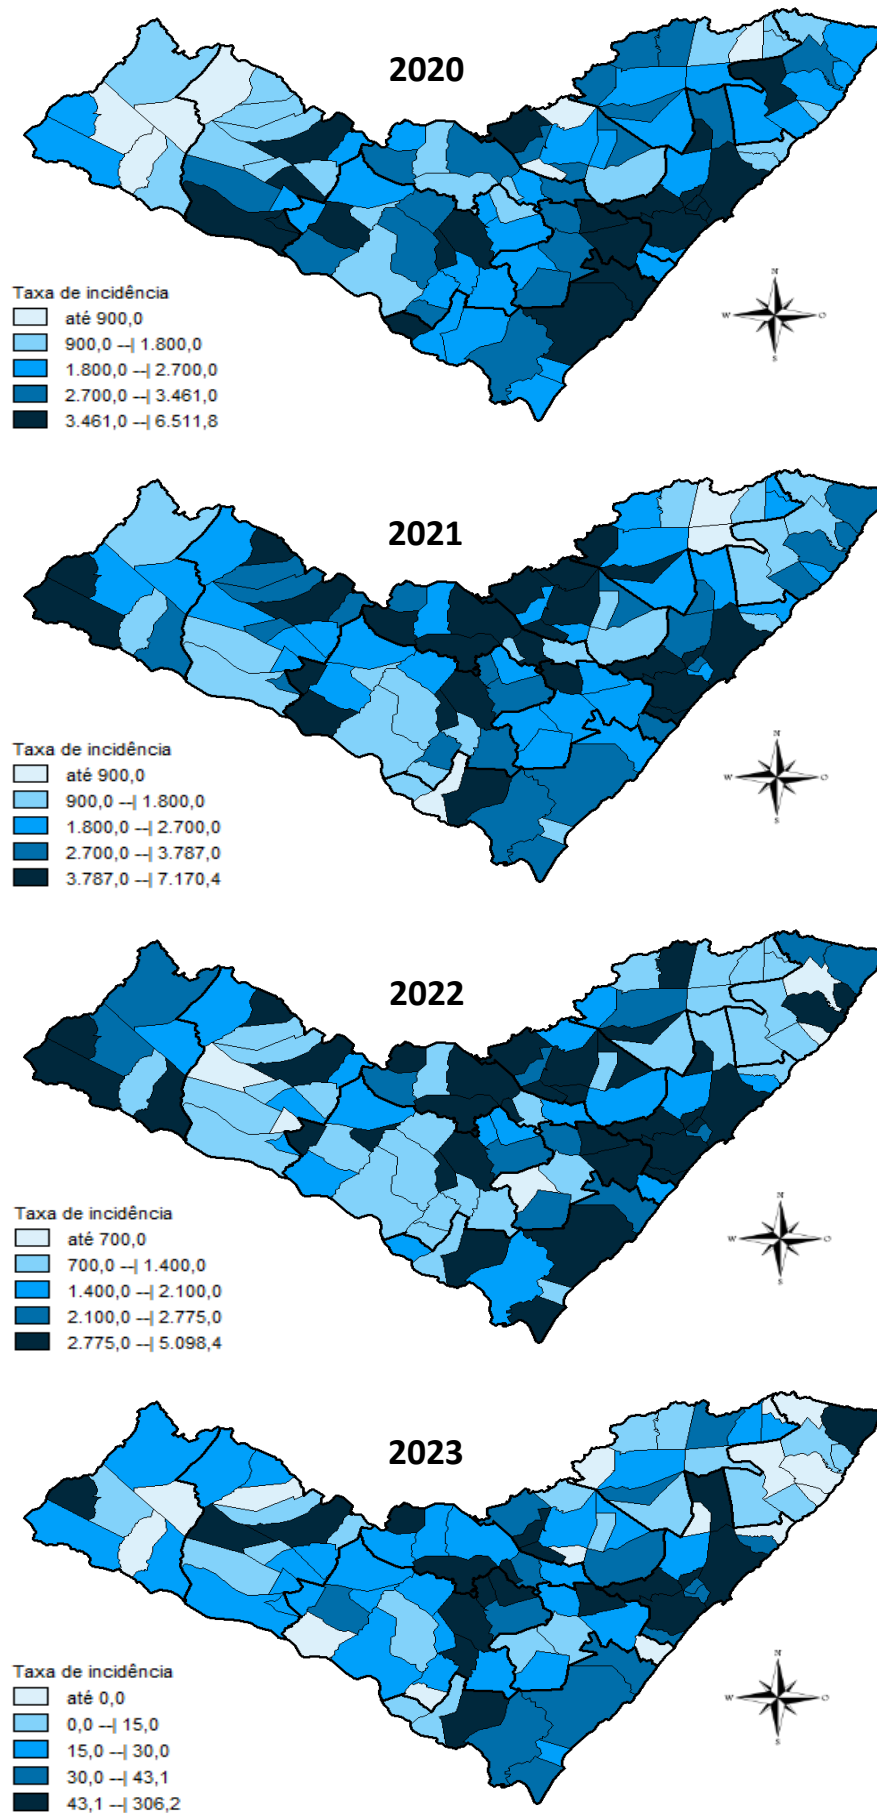 2020
Taxa de incidência
até 900,0
900,0 --| 1.800,0
1.800,0 --| 2.700,0
2.700,0 --| 3.461,0
3.461,0 --| 6.511,8
N
W
O
S
2021
Taxa de incidência
até 900,0
900,0 --| 1.800,0
1.800,0 --| 2.700,0
2.700,0 --| 3.787,0
3.787,0 --| 7.170,4
N
W
O
S
2022
Taxa de incidência
até 700,0
700,0 --| 1.400,0
1.400,0 --| 2.100,0
2.100,0 --| 2.775,0
2.775,0 --| 5.098,4
N
W
O
S
2023
Taxa de incidência
até 0,0
0,0 --| 15,0
15,0 --| 30,0
30,0 --| 43,1
43,1 --| 306,2
N
W
O
S